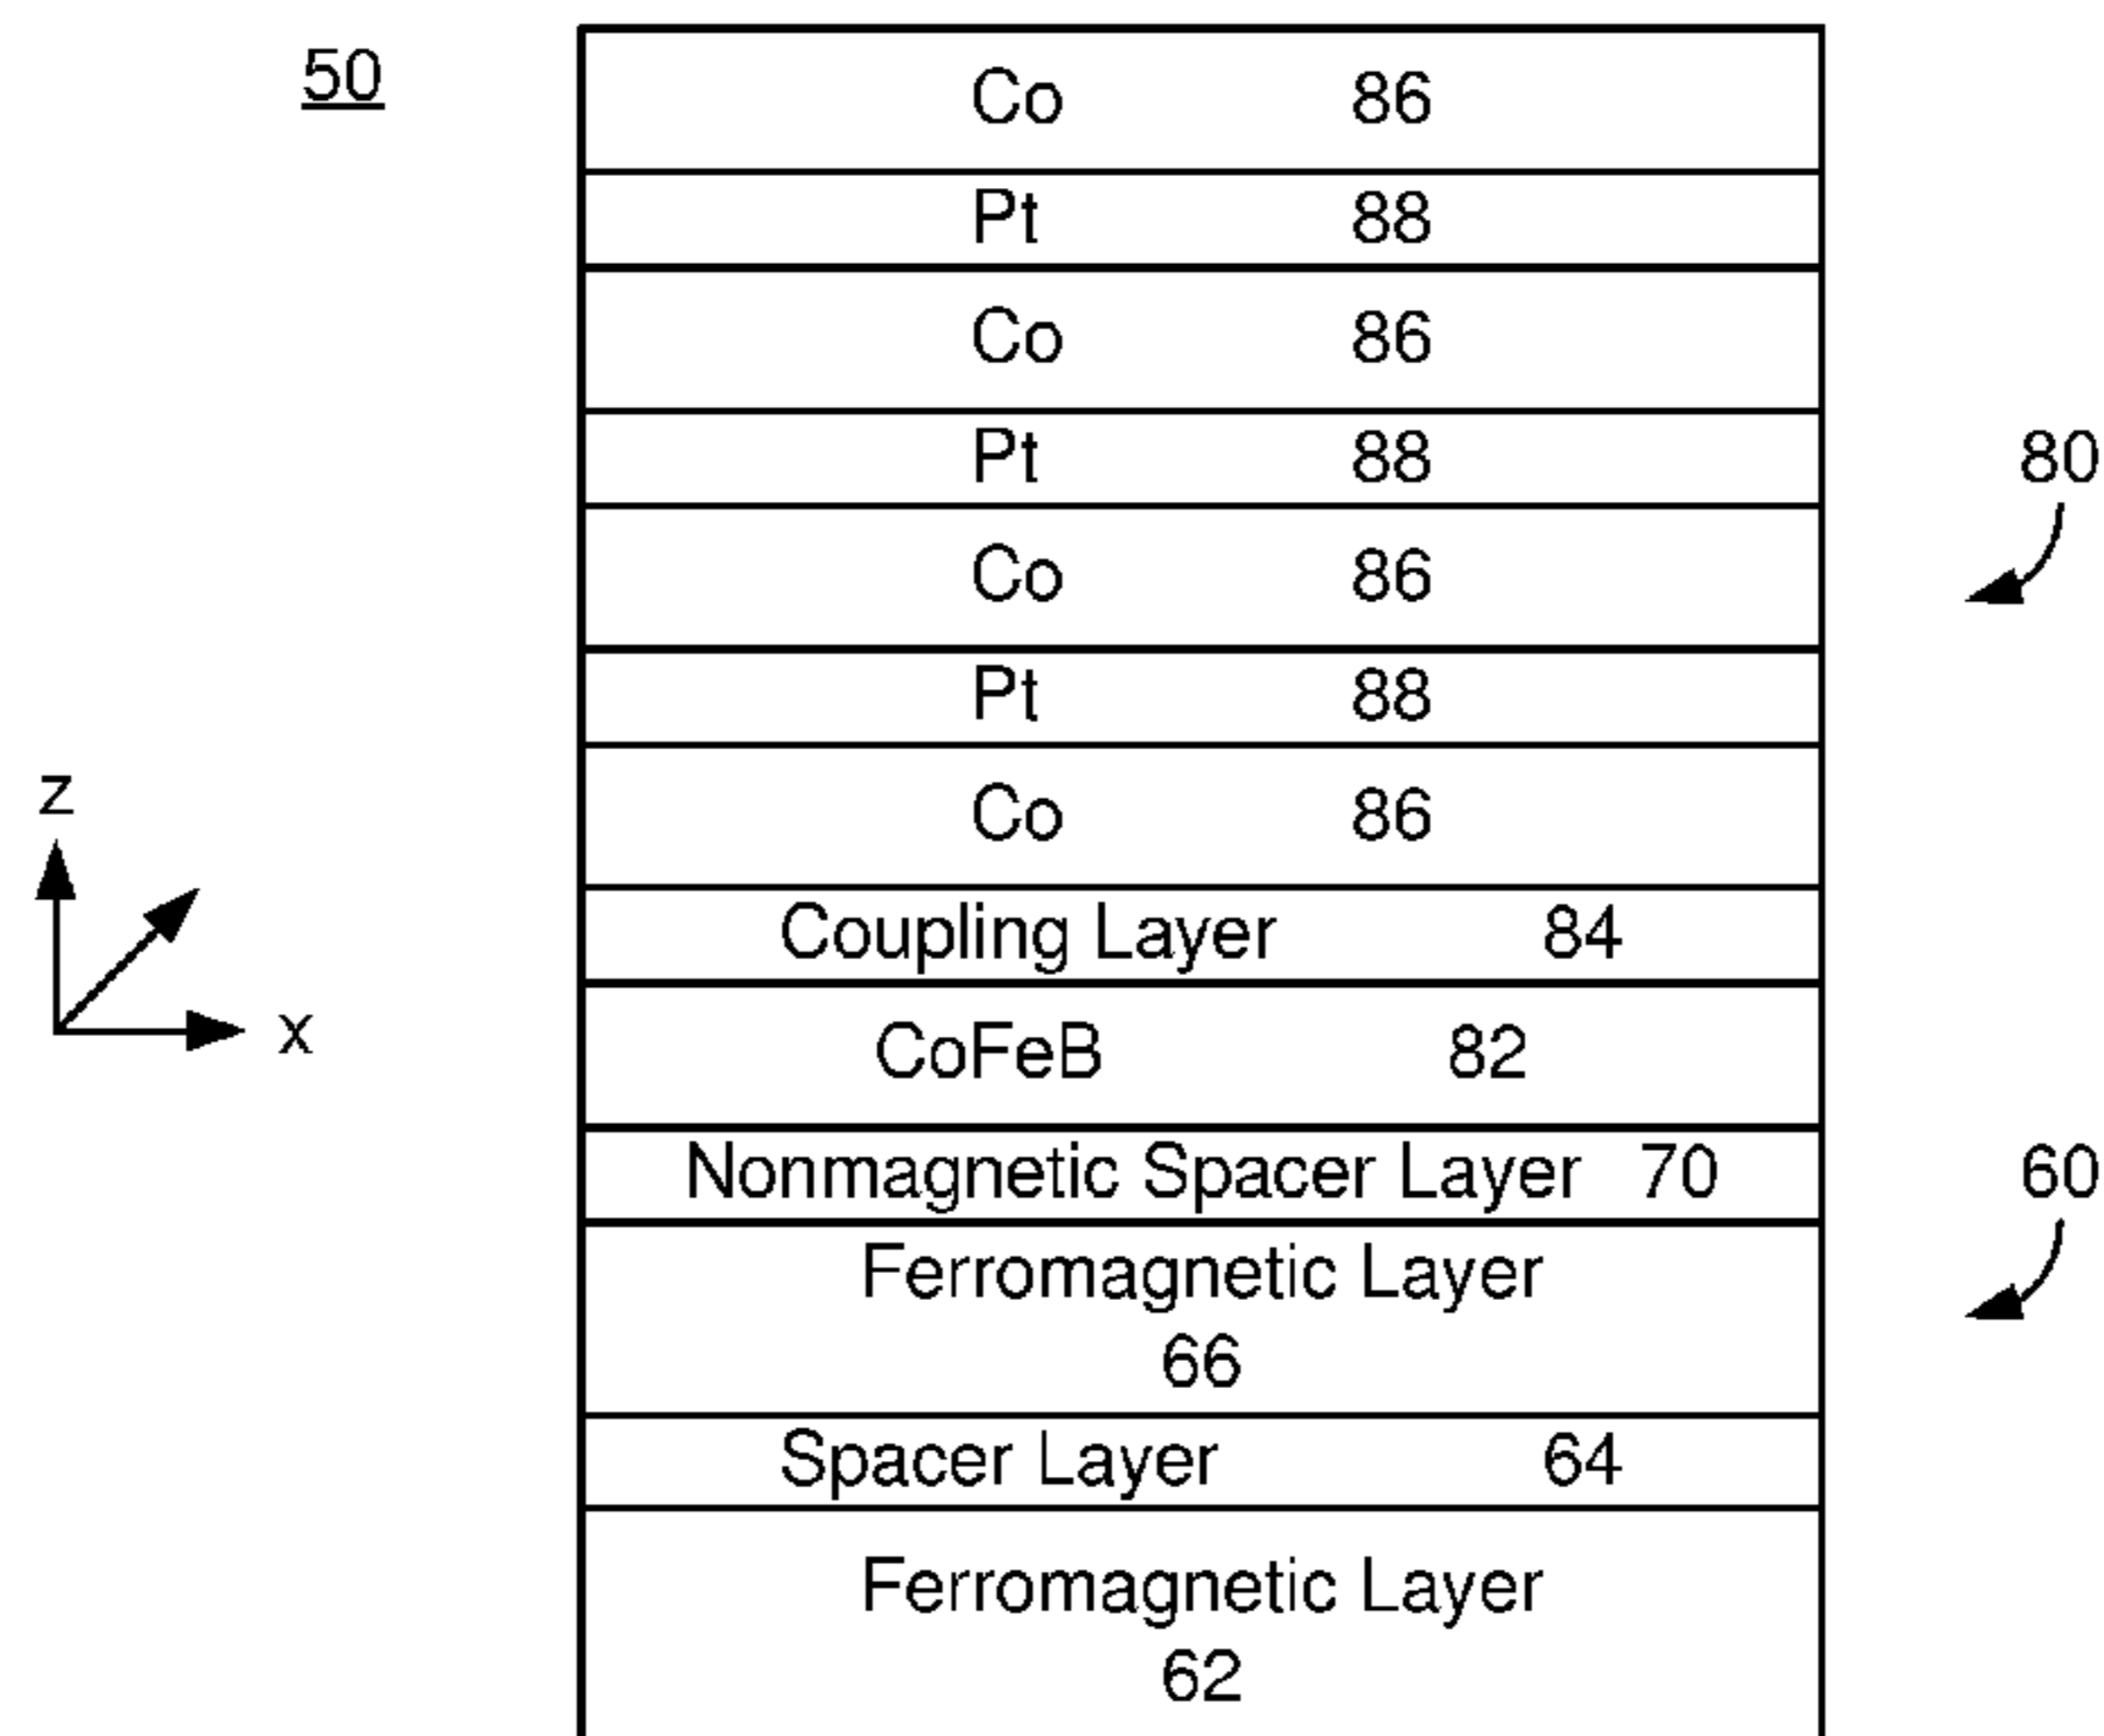 50
Co 86
Pt 88
Co 86
Pt 88
80
Co 86
Pt 88
z
Co 86
Coupling Layer 84
x
CoFeB 82
Nonmagnetic Spacer Layer 70
60
Ferromagnetic Layer
66
Spacer Layer 64
Ferromagnetic Layer
62